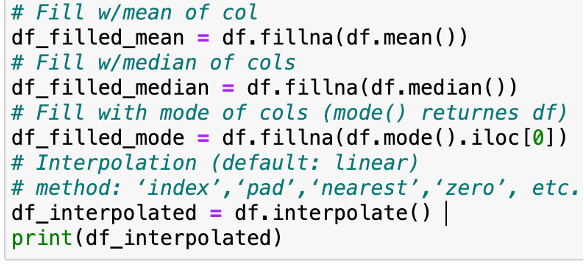 # Fill w/mean of col
df_filled_mean = df.fillna(df.mean())
# Fill w/median of cols
df_filled_median = df.fillna(df.median())
# Fill with mode of cols (mode() returnes df)
df_filled_mode = df.fillna(df.mode().iloc[0])
# Interpolation (default: linear)
# method: ‘index’,‘pad’,‘nearest’,‘zero’, etc.
df_interpolated = df.interpolate()
print(df_interpolated)